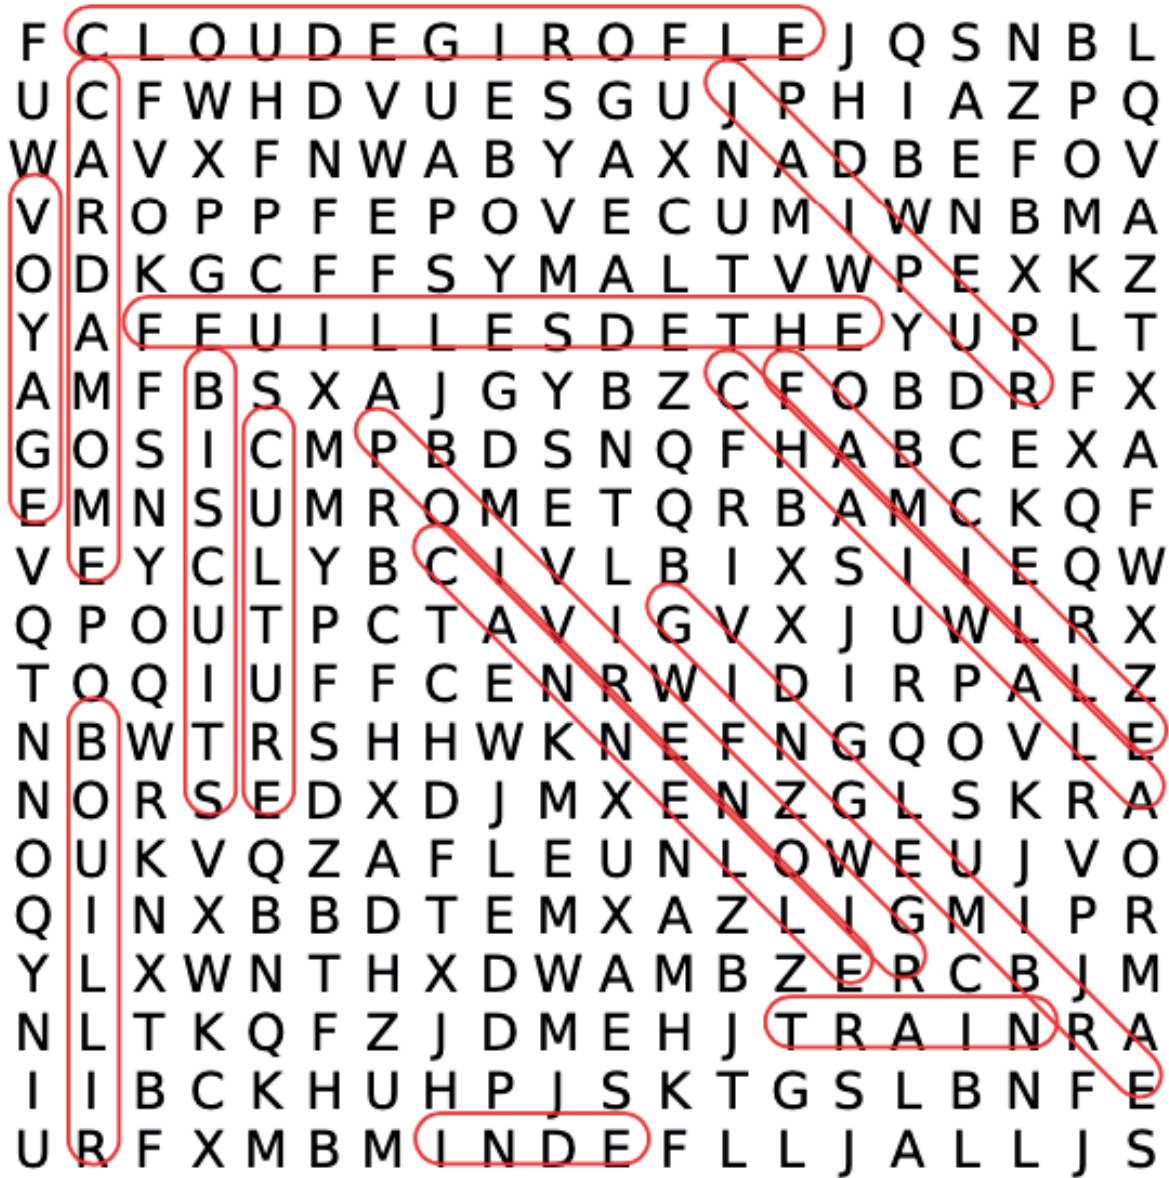 F C L O U D E G I R O F L E J Q S N B L
U C F W H D V U E S G U J P H I A Z P Q
W A V X F N W A B Y A X N A D B E F O V
V R O P P F E P O V E C U M I W N B M A
O D K G C F F S Y M A L T V W P E X K Z
Y A F E U I L L E S D E T H E Y U P L T
A M F B S X A J G Y B Z C F O B D R F X
G O S I C M P B D S N Q F H A B C E X A
E M N S U M R O M E T Q R B A M C K Q F
V E Y C L Y B C I V L B I X S I I E Q W
Q P O U T P C T A V I G V X J U W L R X
T O Q I U F F C E N R W I D I R P A L Z
N B W T R S H H W K N E F N G Q O V L E
N O R S E D X D J M X E N Z G L S K R A
O U K V Q Z A F L E U N L O W E U J V O
Q I N X B B D T E M X A Z L I G M I P R
Y L X W N T H X D W A M B Z E R C B J M
N L T K Q F Z J D M E H J T R A I N R A
I I B C K H U H P J S K T G S L B N F E
U R F X M B M I N D E F L L J A L L J S